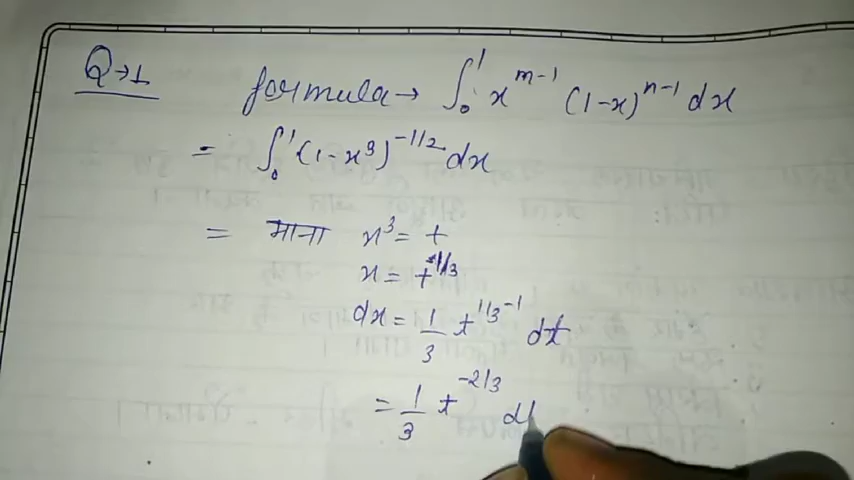 Q→1 formula→ ∫₀¹ x^(m-1) (1-x)^(n-1) dx
= ∫₀¹ (1-x³)^(-1/2) dx
= माना x³ = t
x = t^(1/3)
dx = 1/3 t^(1/3-1) dt
= 1/3 t^(-2/3) d